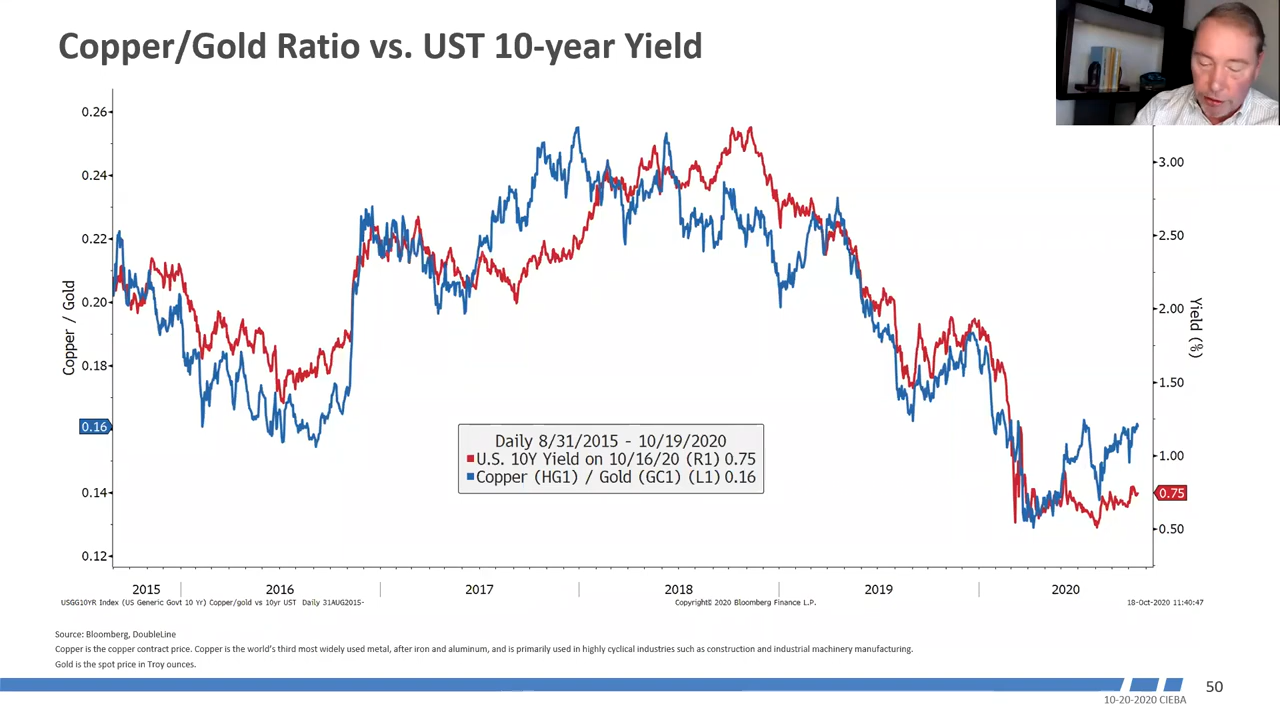 Copper/Gold Ratio vs. UST 10-year Yield
0.26
0.24
0.22
0.20
0.18
0.16
0.14
0.12
Copper / Gold
3.00
2.50
2.00
1.50
1.00
0.75
0.50
Yield (%)
Daily 8/31/2015 - 10/19/2020
U.S. 10Y Yield on 10/16/20 (R1) 0.75
Copper (HG1) / Gold (GC1) (L1) 0.16
2015 2016 2017 2018 2019 2020
USGG10YR Index (US Generic Govt 10 Yr) Copper/gold vs 10yr UST Daily 31AUG2015- Copyright© 2020 Bloomberg Finance L.P. 18-Oct-2020 11:40:47
Source: Bloomberg, DoubleLine
Copper is the copper contract price. Copper is the world's third most widely used metal, after iron and aluminum, and is primarily used in highly cyclical industries such as construction and industrial machinery manufacturing.
Gold is the spot price in Troy ounces.
50
10-20-2020 CIEBA